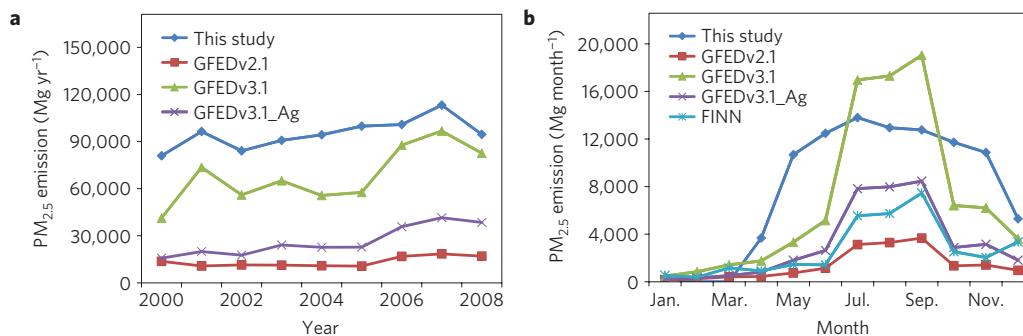 a
PM2.5 emission (Mg yr−1)
150,000
120,000
90,000
60,000
30,000
0
This study
GFEDv2.1
GFEDv3.1
GFEDv3.1_Ag
2000
2002
2004
2006
2008
Year
b
PM2.5 emission (Mg month−1)
20,000
16,000
12,000
8,000
4,000
0
This study
GFEDv2.1
GFEDv3.1
GFEDv3.1_Ag
FINN
Jan.
Mar.
May
Jul.
Sep.
Nov.
Month